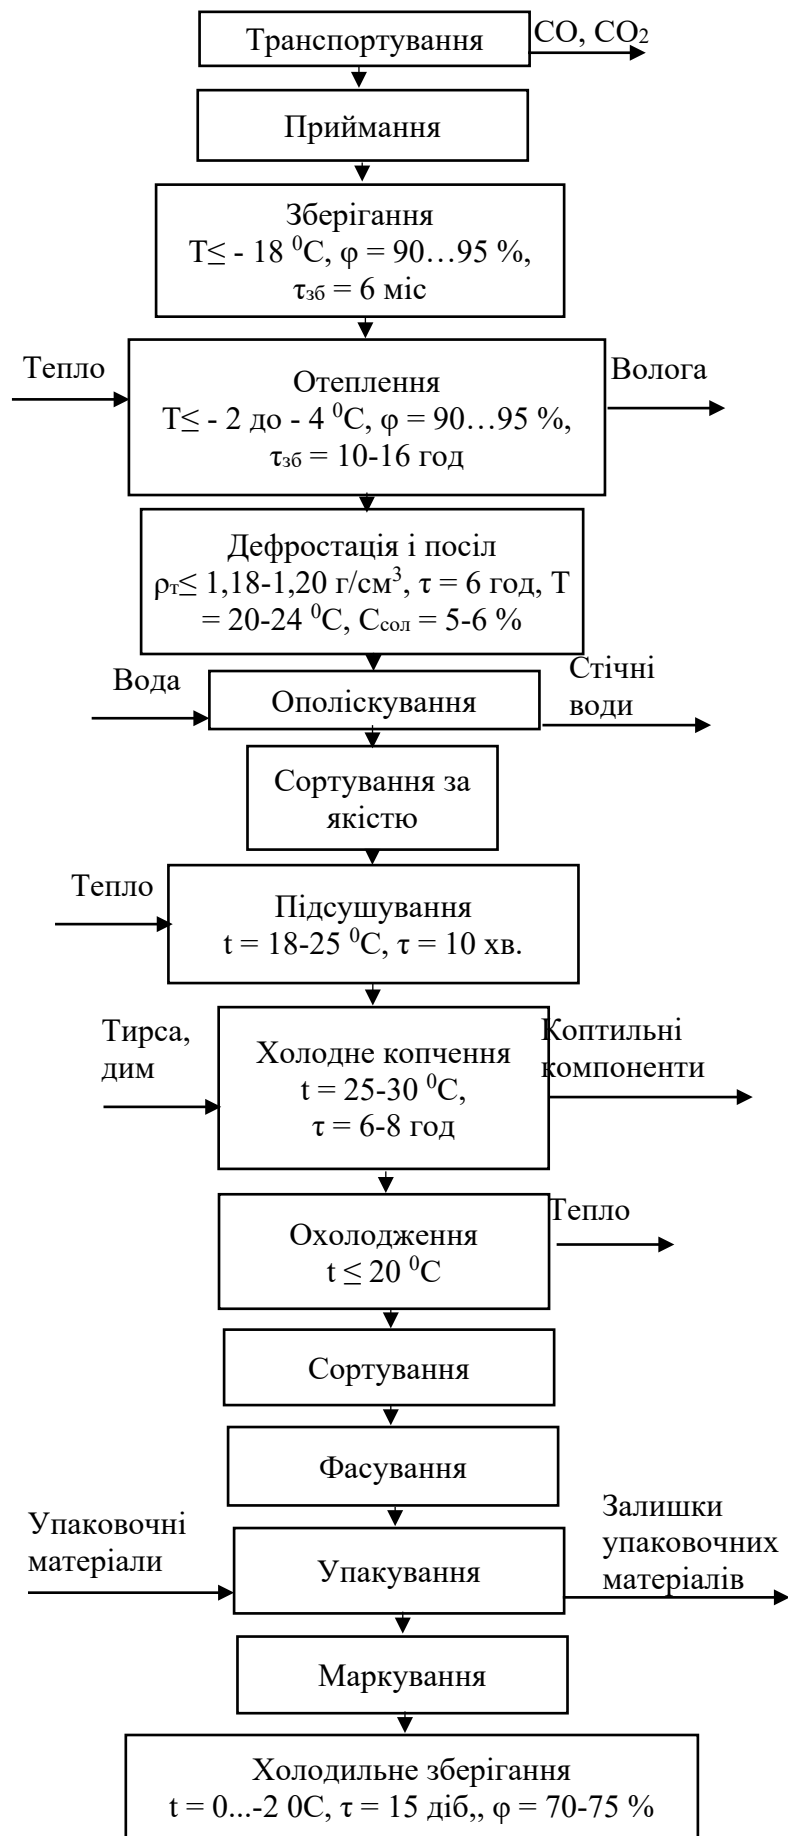 Транспортування
CO, CO₂
Приймання
Зберігання
T≤ - 18 ⁰C, φ = 90…95 %,
τзб = 6 міс
Тепло
Отеплення
T≤ - 2 до - 4 ⁰C, φ = 90…95 %,
τзб = 10-16 год
Волога
Дефростація і посіл
ρт≤ 1,18-1,20 г/см³, τ = 6 год, T
= 20-24 ⁰C, Ссол = 5-6 %
Вода
Ополіскування
Стічні
води
Сортування за
якістю
Тепло
Підсушування
t = 18-25 ⁰C, τ = 10 хв.
Тирса,
дим
Холодне копчення
t = 25-30 ⁰C,
τ = 6-8 год
Коптильні
компоненти
Охолодження
t ≤ 20 ⁰C
Тепло
Сортування
Фасування
Упаковочні
матеріали
Упакування
Залишки
упаковочних
матеріалів
Маркування
Холодильне зберігання
t = 0...-2 0C, τ = 15 діб,, φ = 70-75 %